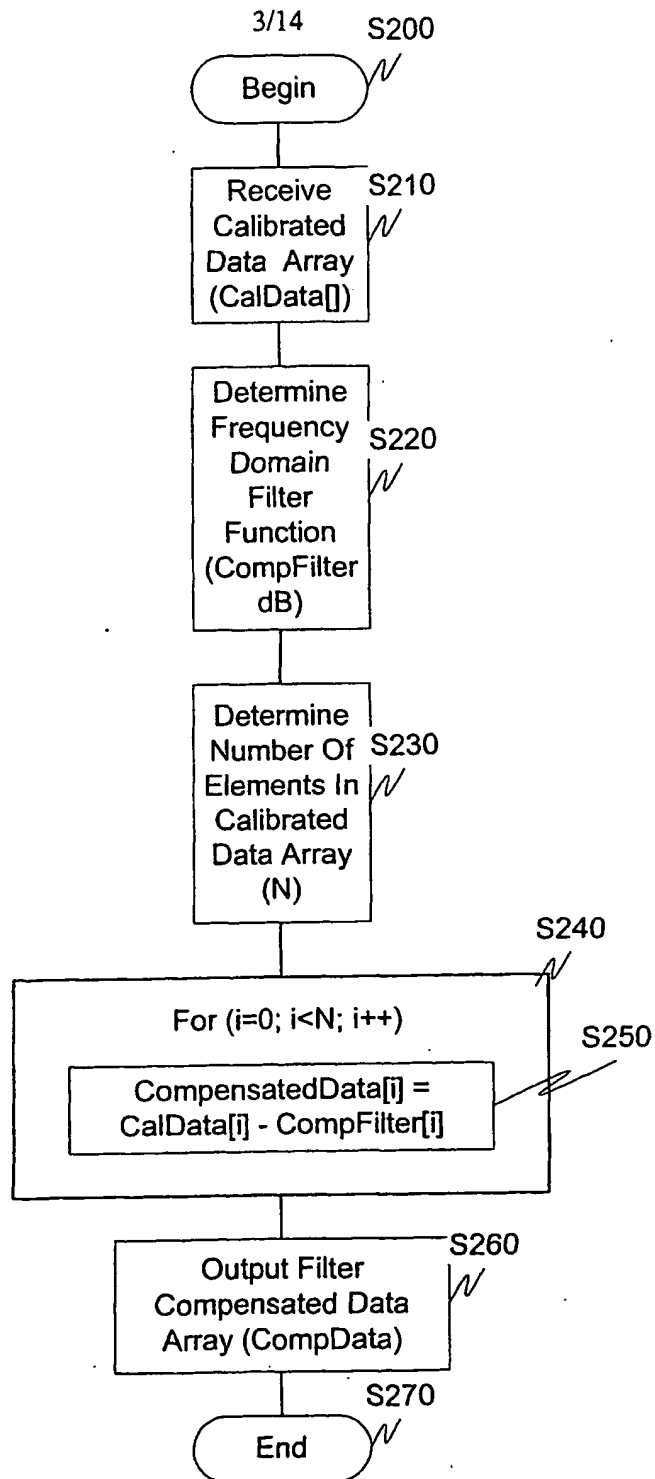 3/14
S200
Begin
S210
Receive
Calibrated
Data Array
(CalData[])
Determine
Frequency
S220
Domain
Filter
Function
(CompFilter
dB)
Determine
Number Of
S230
Elements In
Calibrated
Data Array
(N)
S240
For (i=0; i<N; i++)
S250
CompensatedData[i] =
CalData[i] - CompFilter[i]
S260
Output Filter
Compensated Data
Array (CompData)
S270
End